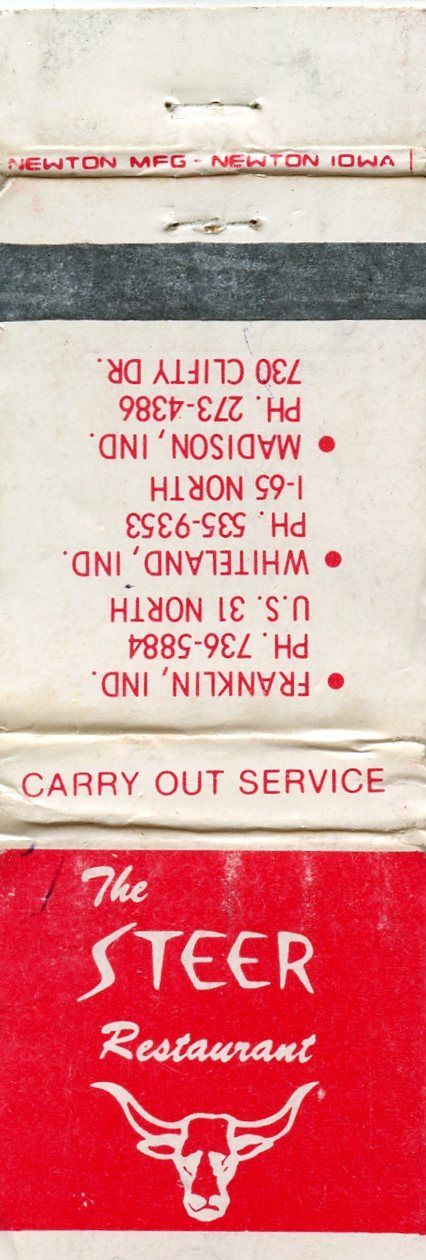 NEWTON MFG - NEWTON IOWA
• FRANKLIN, IND.
PH. 736-5884
U.S. 31 NORTH
• WHITELAND, IND.
PH. 535-9353
I-65 NORTH
• MADISON, IND.
PH. 273-4386
730 CLIFTY DR.
CARRY OUT SERVICE
The
STEER
Restaurant